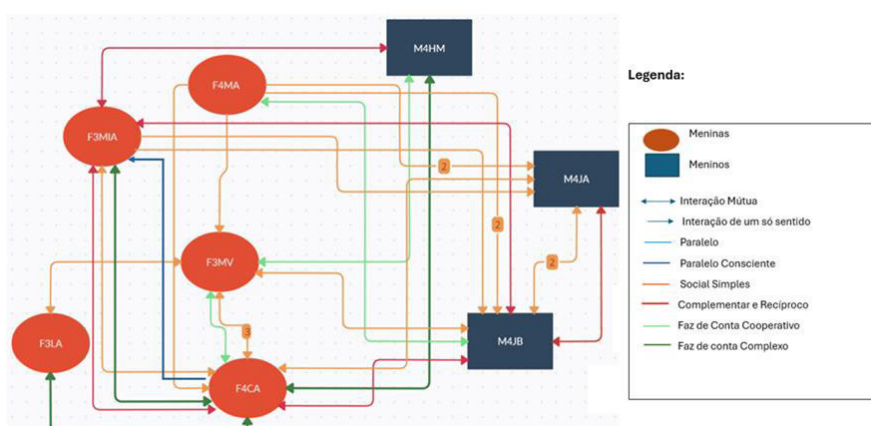 M4HM
F4MA
Legenda:
F3MIA
Meninas
Meninos
2
M4JA
Interação Mútua
Interação de um só sentido
2
Paralelo
F3MV
2
Paralelo Consciente
Social Simples
Complementar e Recíproco
3
Faz de Conta Cooperativo
F3LA
M4JB
Faz de conta Complexo
F4CA